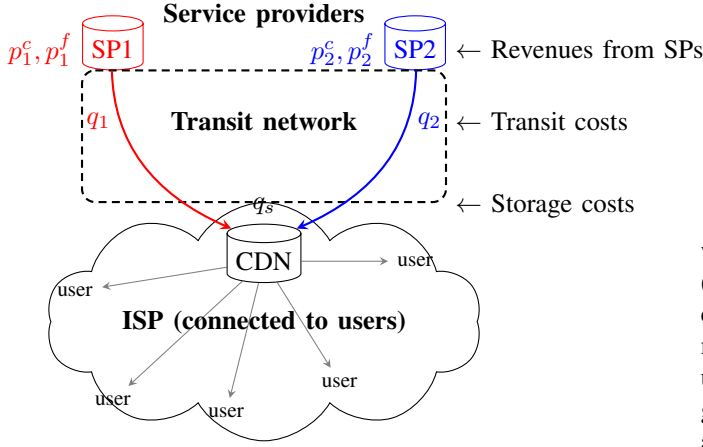 Service providers
p_1^c, p_1^f SP1 p_2^c, p_2^f SP2 ← Revenues from SPs
q_1 Transit network q_2 ← Transit costs
q_s ← Storage costs
CDN
user
user
ISP (connected to users)
user
user
user